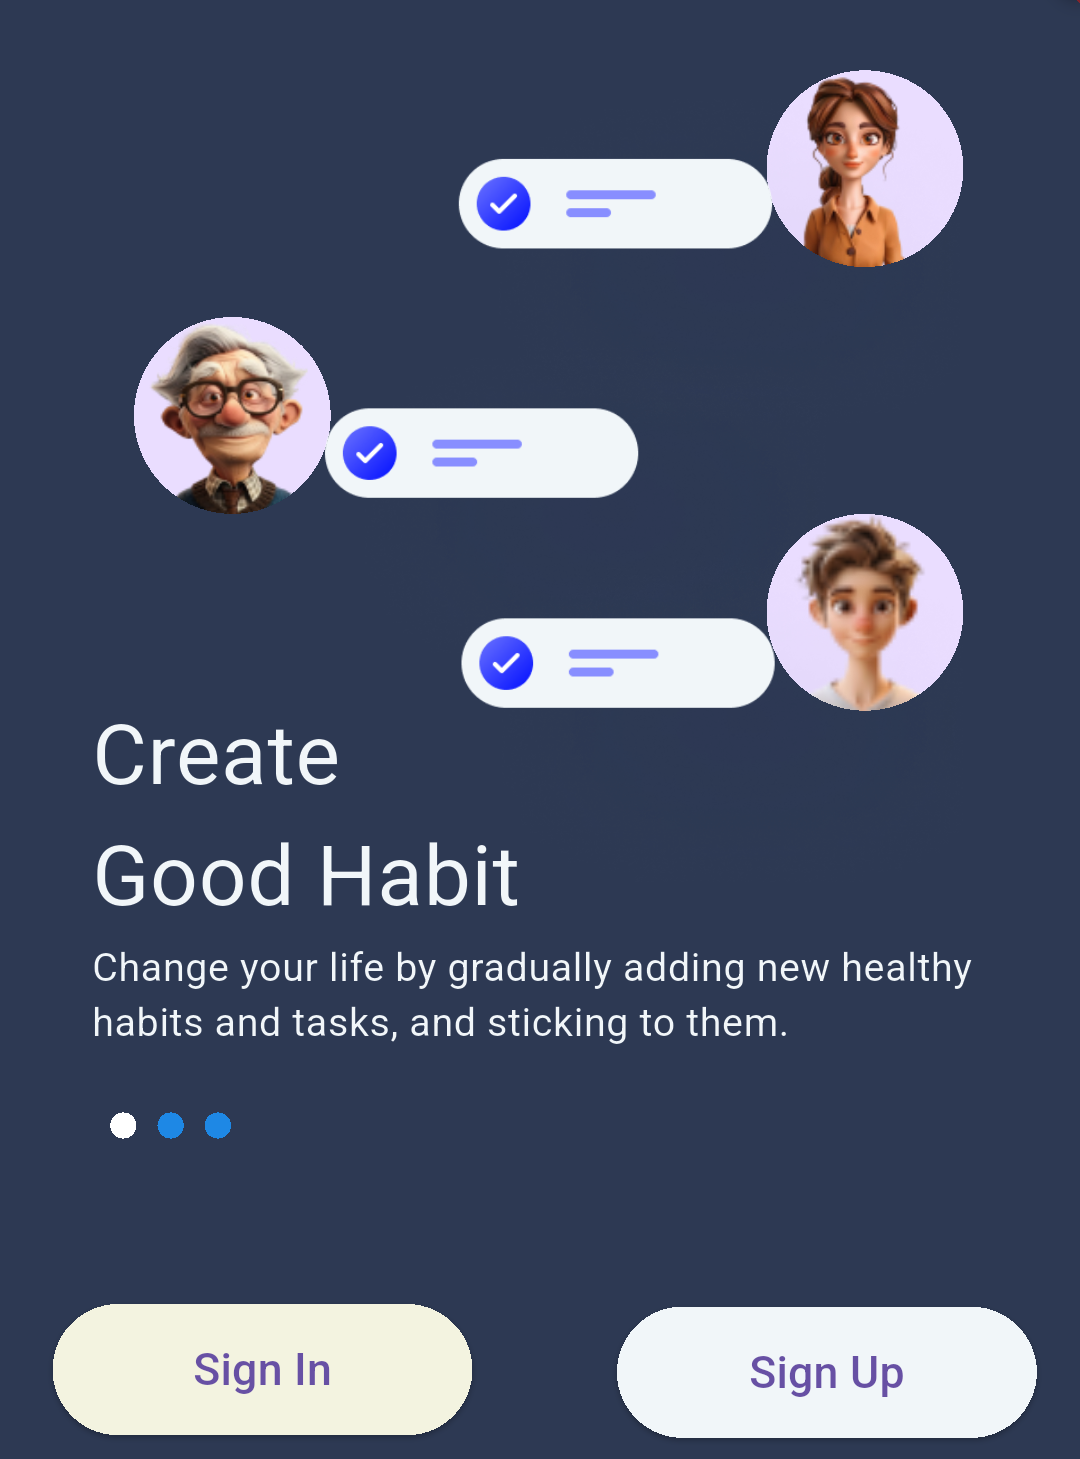 Create
Good Habit
Change your life by gradually adding new healthy
habits and tasks, and sticking to them.
Sign In
Sign Up